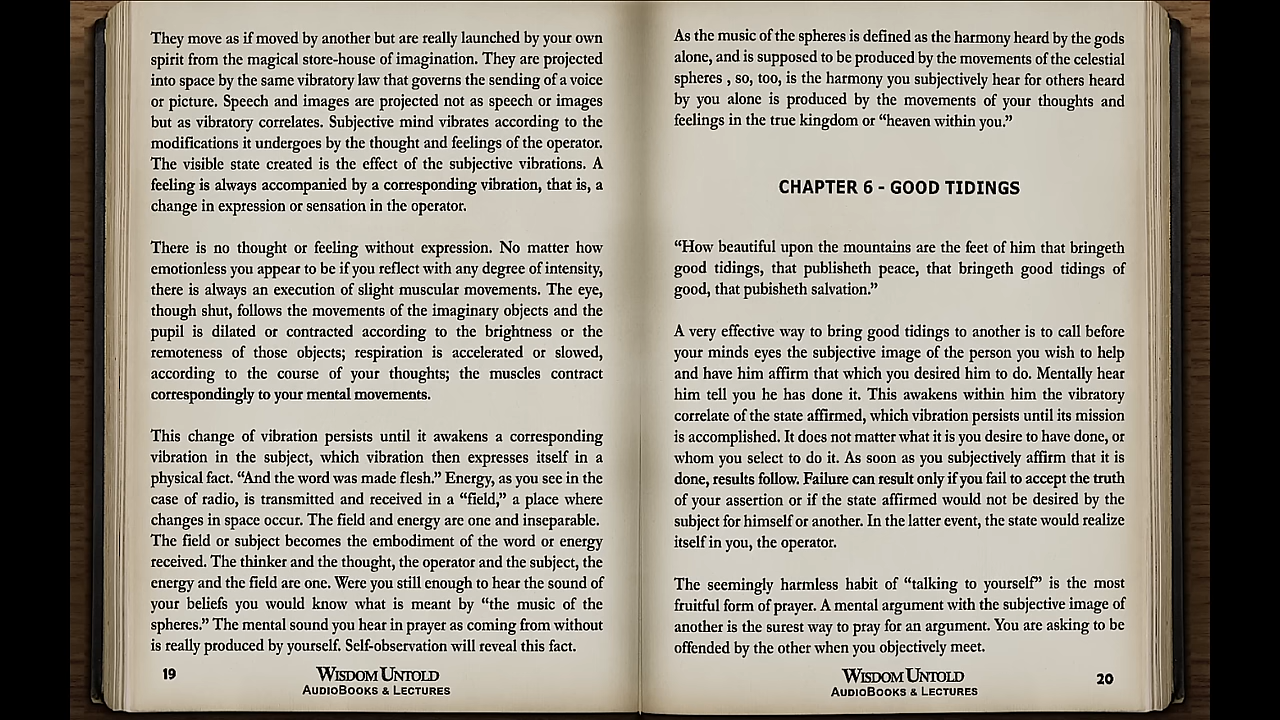 They move as if moved by another but are really launched by your own
spirit from the magical store-house of imagination. They are projected
into space by the same vibratory law that governs the sending of a voice
or picture. Speech and images are projected not as speech or images
but as vibratory correlates. Subjective mind vibrates according to the
modifications it undergoes by the thought and feelings of the operator.
The visible state created is the effect of the subjective vibrations. A
feeling is always accompanied by a corresponding vibration, that is, a
change in expression or sensation in the operator.
There is no thought or feeling without expression. No matter how
emotionless you appear to be if you reflect with any degree of intensity,
there is always an execution of slight muscular movements. The eye,
though shut, follows the movements of the imaginary objects and the
pupil is dilated or contracted according to the brightness or the
remoteness of those objects; respiration is accelerated or slowed,
according to the course of your thoughts; the muscles contract
correspondingly to your mental movements.
This change of vibration persists until it awakens a corresponding
vibration in the subject, which vibration then expresses itself in a
physical fact. “And the word was made flesh.” Energy, as you see in the
case of radio, is transmitted and received in a “field,” a place where
changes in space occur. The field and energy are one and inseparable.
The field or subject becomes the embodiment of the word or energy
received. The thinker and the thought, the operator and the subject, the
energy and the field are one. Were you still enough to hear the sound of
your beliefs you would know what is meant by “the music of the
spheres.” The mental sound you hear in prayer as coming from without
is really produced by yourself. Self-observation will reveal this fact.
19
WISDOM UNTOLD
AUDIOBOOKS & LECTURES
As the music of the spheres is defined as the harmony heard by the gods
alone, and is supposed to be produced by the movements of the celestial
spheres , so, too, is the harmony you subjectively hear for others heard
by you alone is produced by the movements of your thoughts and
feelings in the true kingdom or “heaven within you.”
CHAPTER 6 - GOOD TIDINGS
“How beautiful upon the mountains are the feet of him that bringeth
good tidings, that publisheth peace, that bringeth good tidings of
good, that pubisheth salvation.”
A very effective way to bring good tidings to another is to call before
your minds eyes the subjective image of the person you wish to help
and have him affirm that which you desired him to do. Mentally hear
him tell you he has done it. This awakens within him the vibratory
correlate of the state affirmed, which vibration persists until its mission
is accomplished. It does not matter what it is you desire to have done, or
whom you select to do it. As soon as you subjectively affirm that it is
done, results follow. Failure can result only if you fail to accept the truth
of your assertion or if the state affirmed would not be desired by the
subject for himself or another. In the latter event, the state would realize
itself in you, the operator.
The seemingly harmless habit of “talking to yourself” is the most
fruitful form of prayer. A mental argument with the subjective image of
another is the surest way to pray for an argument. You are asking to be
offended by the other when you objectively meet.
WISDOM UNTOLD
AUDIOBOOKS & LECTURES
20